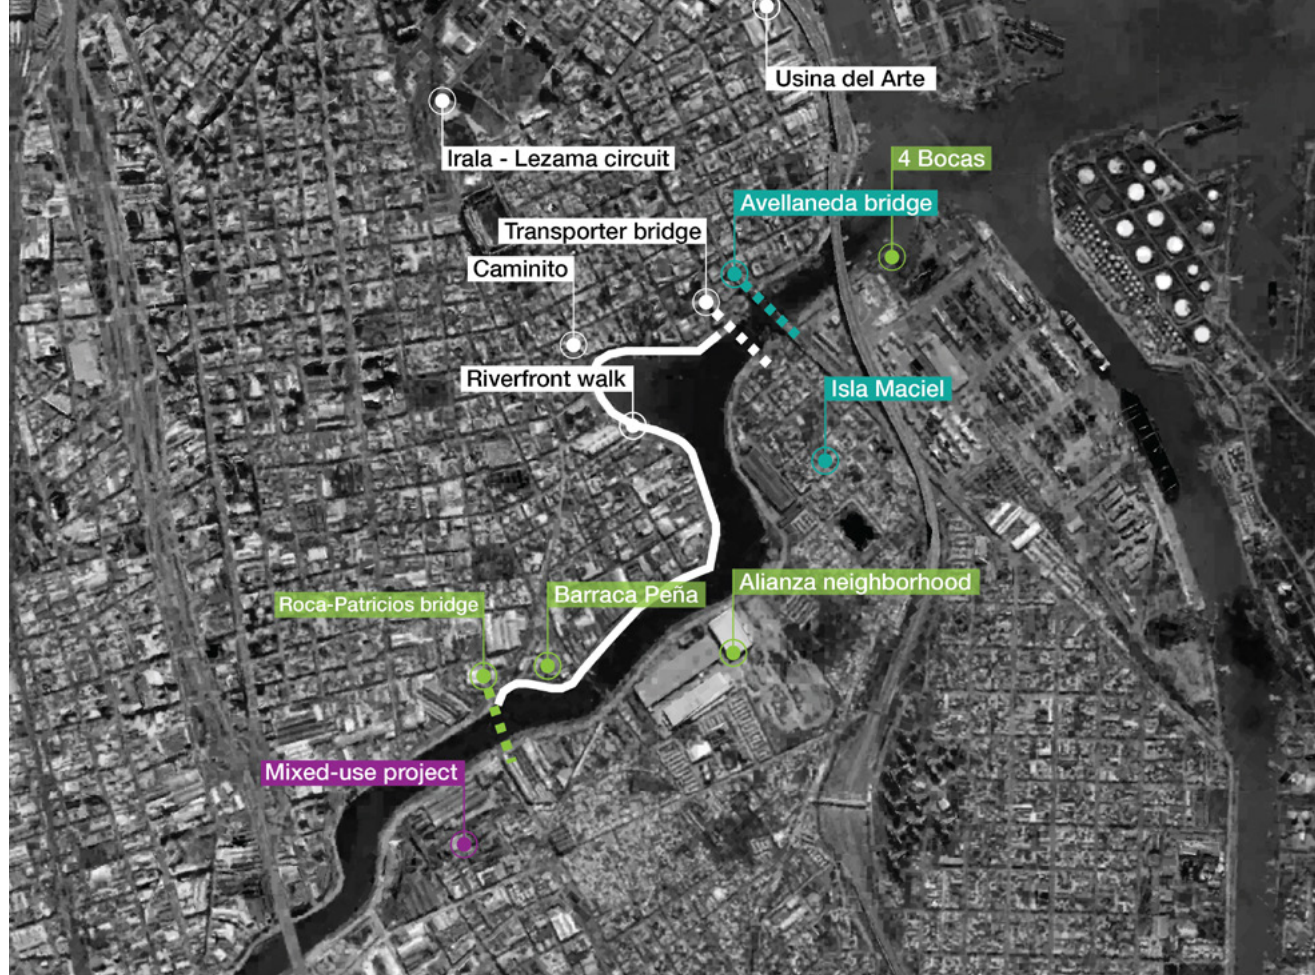 Usina del Arte
Irala - Lezama circuit
4 Bocas
Avellaneda bridge
Transporter bridge
Caminito
Riverfront walk
Isla Maciel
Alianza neighborhood
Barraca Peña
Roca-Patricios bridge
Mixed-use project